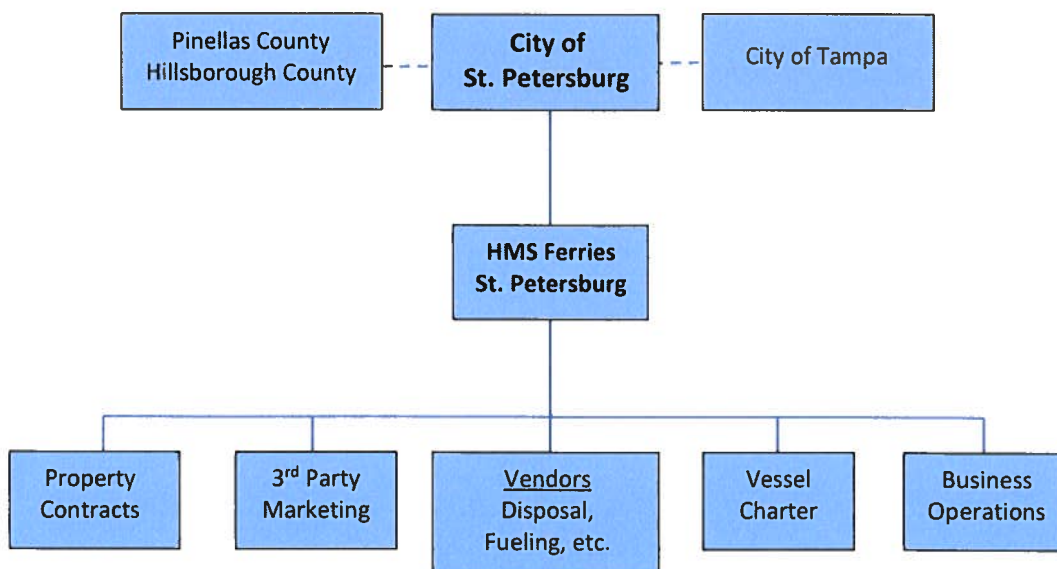 Pinellas County
Hillsborough County
City of
St. Petersburg
City of Tampa
HMS Ferries
St. Petersburg
Property
Contracts
3rd Party
Marketing
Vendors
Disposal,
Fueling, etc.
Vessel
Charter
Business
Operations